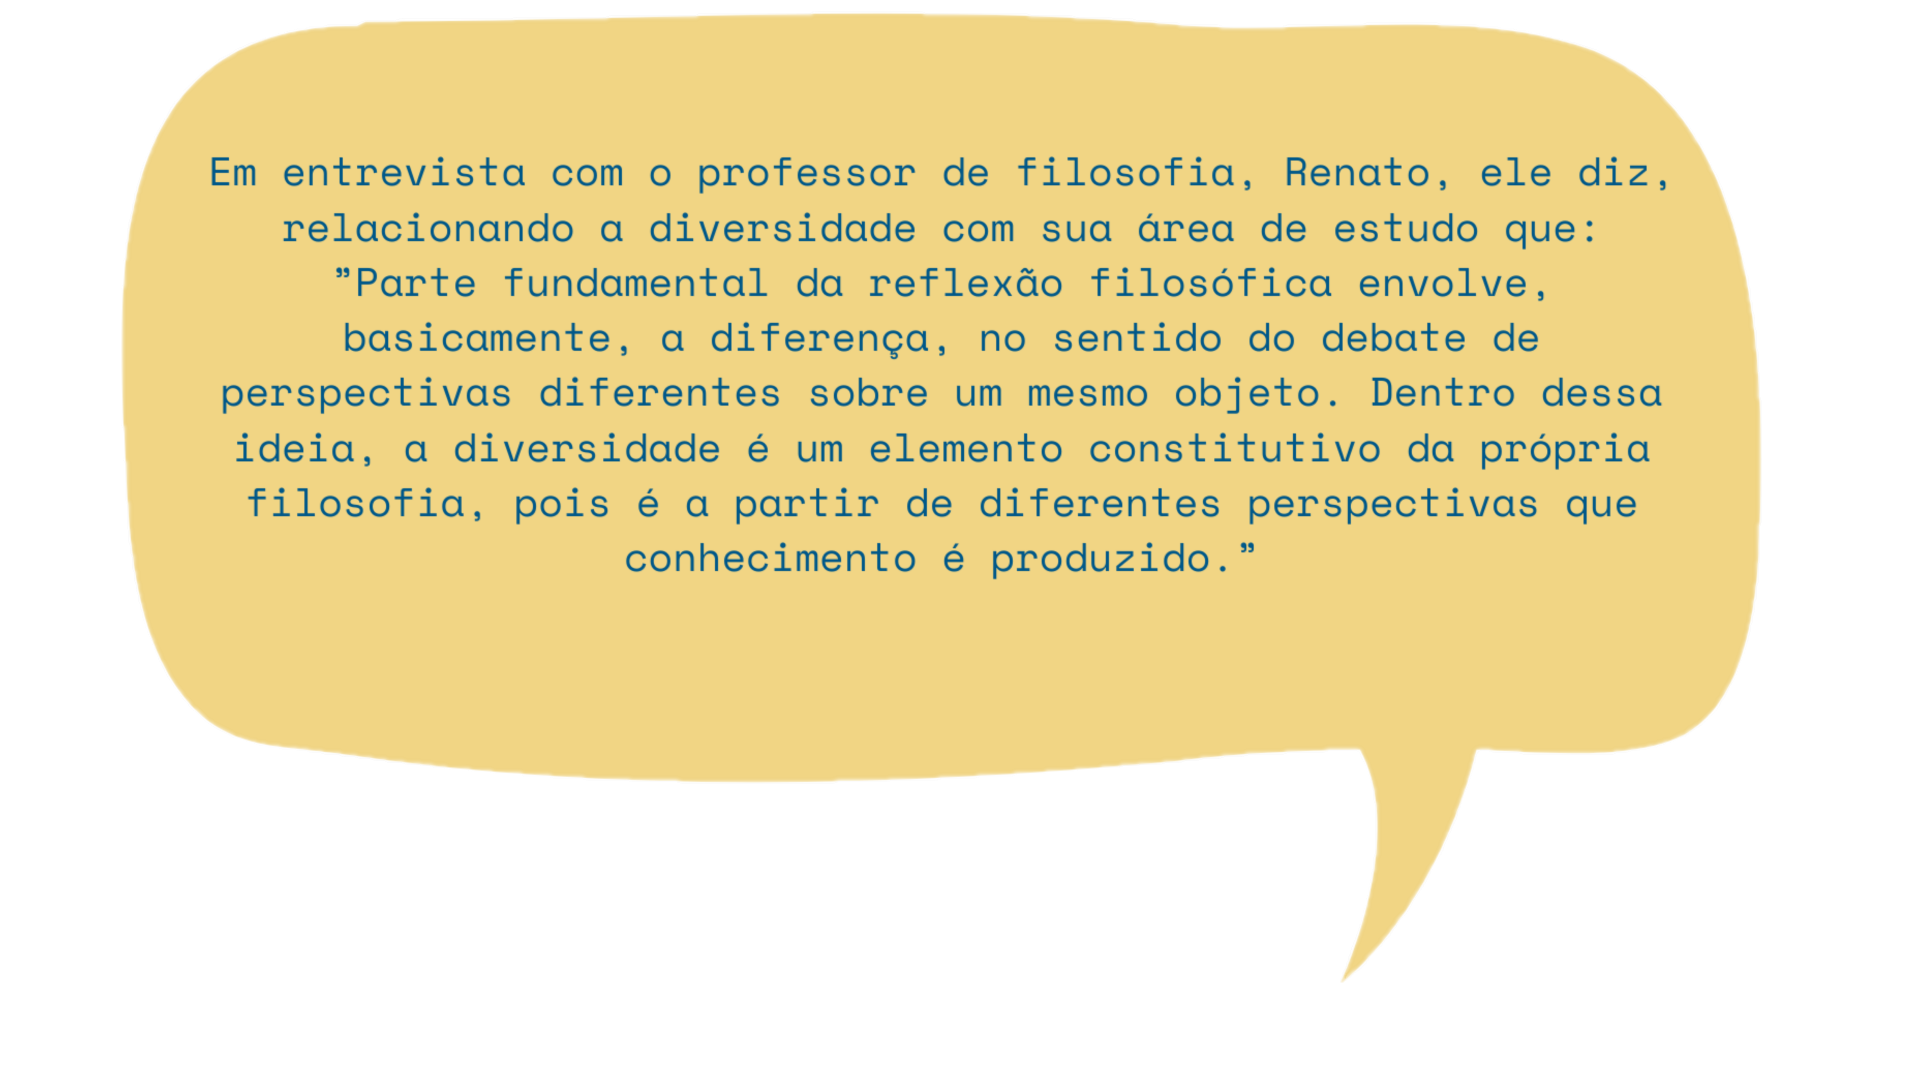 Em entrevista com o professor de filosofia, Renato, ele diz,
relacionando a diversidade com sua área de estudo que:
”Parte fundamental da reflexão filosófica envolve,
basicamente, a diferença, no sentido do debate de
perspectivas diferentes sobre um mesmo objeto. Dentro dessa
ideia, a diversidade é um elemento constitutivo da própria
filosofia, pois é a partir de diferentes perspectivas que
conhecimento é produzido.”